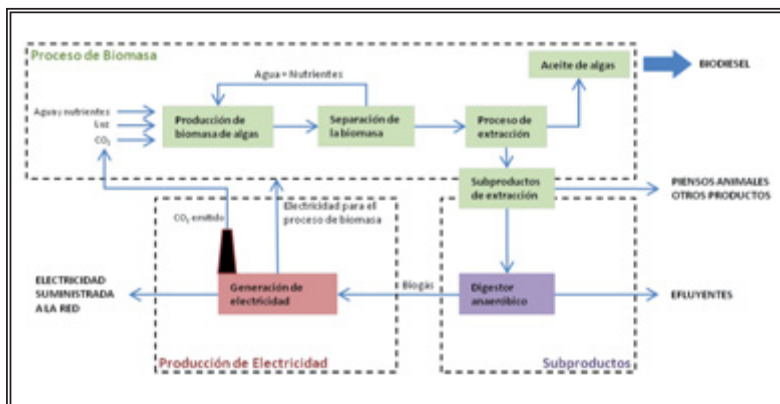 Proceso de Biomasa
Aceite de algas
BIODIESEL
Agua + Nutrientes
Agua y nutrientes
Luz
CO₂
Producción de
biomasa de algas
Separación de
la biomasa
Proceso de
extracción
Subproductos
de extracción
PIENSOS ANIMALES
OTROS PRODUCTOS
CO₂ emitido
Electricidad para el
proceso de biomasa
ELECTRICIDAD
SUMINISTRADA
A LA RED
Generación de
electricidad
Biogás
Digestor
anaeróbico
EFLUYENTES
Producción de Electricidad
Subproductos